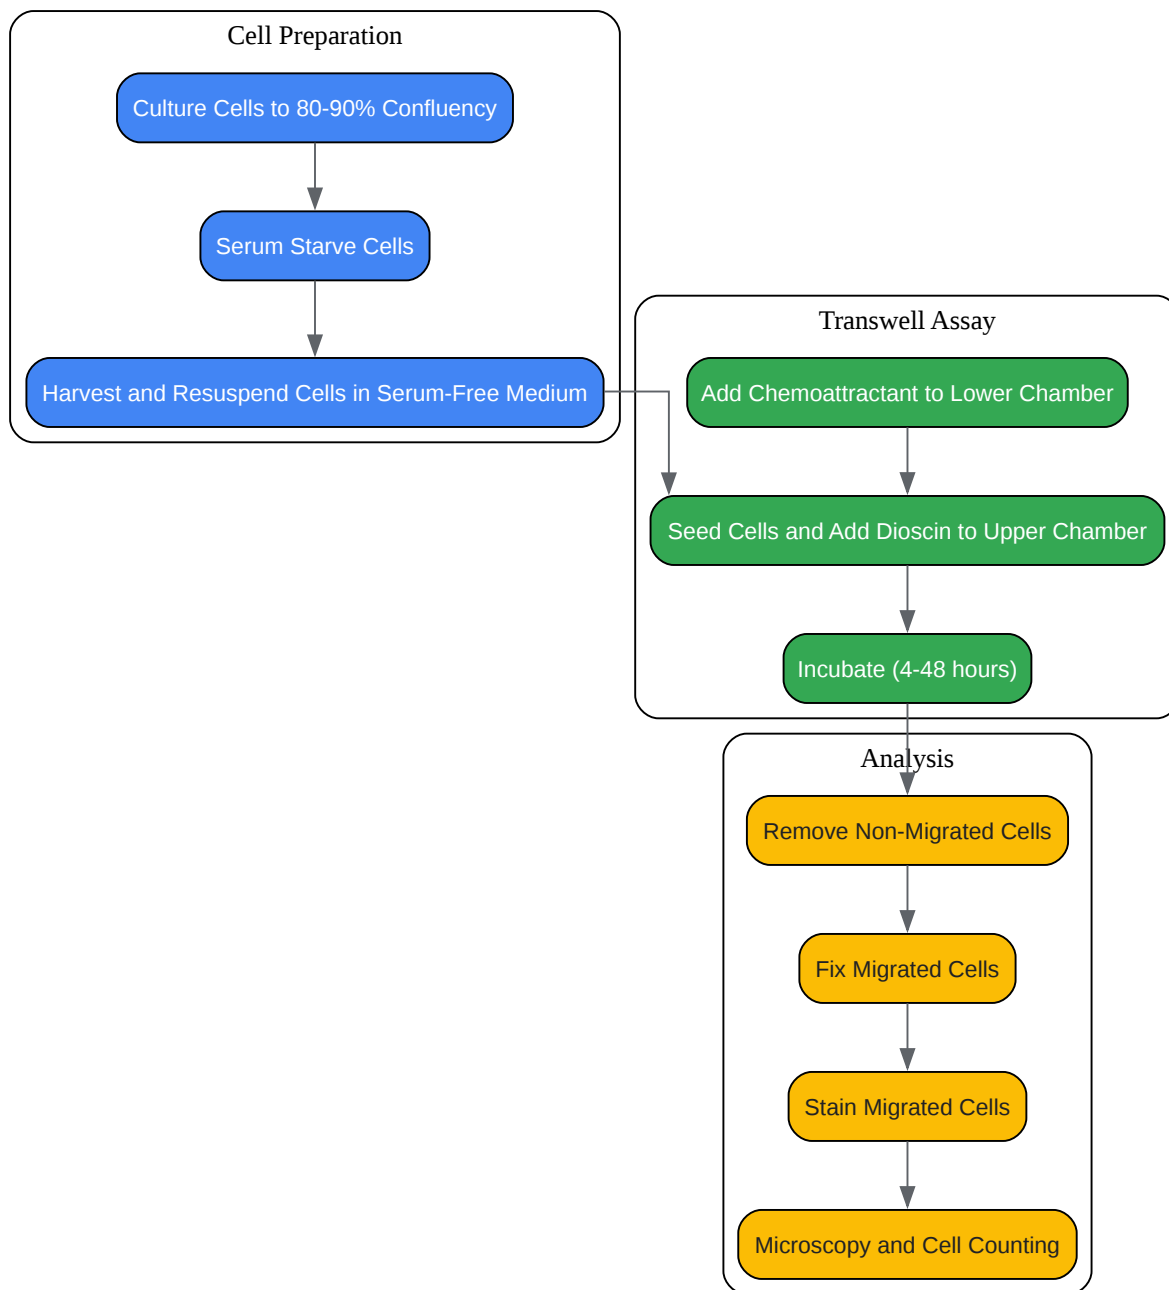 Cell Preparation
Culture Cells to 80-90% Confluency
Serum Starve Cells
Harvest and Resuspend Cells in Serum-Free Medium
Transwell Assay
Add Chemoattractant to Lower Chamber
Seed Cells and Add Dioscin to Upper Chamber
Incubate (4-48 hours)
Analysis
Remove Non-Migrated Cells
Fix Migrated Cells
Stain Migrated Cells
Microscopy and Cell Counting